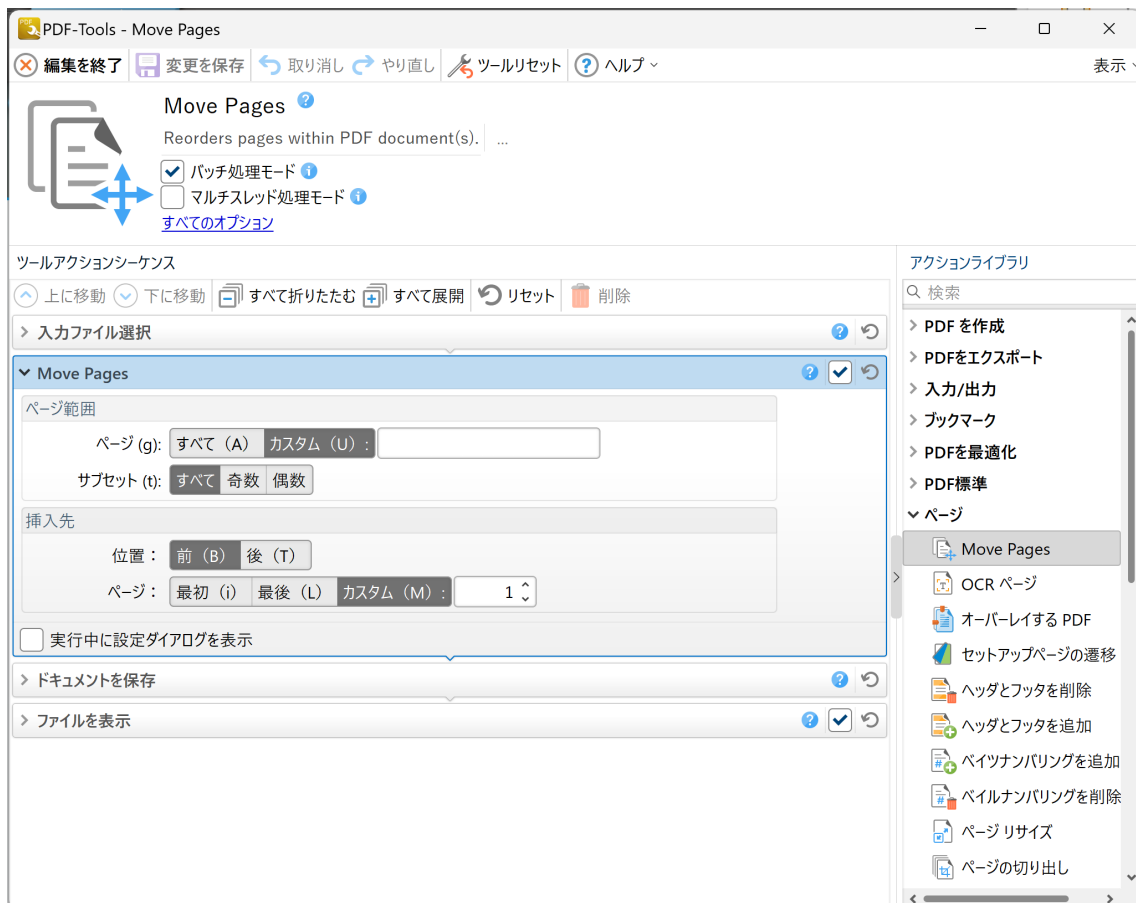 PDF-Tools - Move Pages
編集を終了 変更を保存 取り消し やり直し ツールリセット ヘルプ 表示
Move Pages
Reorders pages within PDF document(s). ...
バッチ処理モード
マルチスレッド処理モード
すべてのオプション
ツールアクションシーケンス
上に移動 下に移動 すべて折りたたむ すべて展開 リセット 削除
入力ファイル選択
Move Pages
ページ範囲
ページ (g): すべて（A） カスタム（U）:
サブセット (t): すべて 奇数 偶数
挿入先
位置： 前（B） 後（T）
ページ： 最初（i） 最後（L） カスタム（M）: 1
実行中に設定ダイアログを表示
ドキュメントを保存
ファイルを表示
アクションライブラリ
検索
PDF を作成
PDFをエクスポート
入力/出力
ブックマーク
PDFを最適化
PDF標準
ページ
Move Pages
OCR ページ
オーバーレイする PDF
セットアップページの遷移
ヘッダとフッタを削除
ヘッダとフッタを追加
ベイツナンバリングを追加
ベイルナンバリングを削除
ページ リサイズ
ページの切り出し